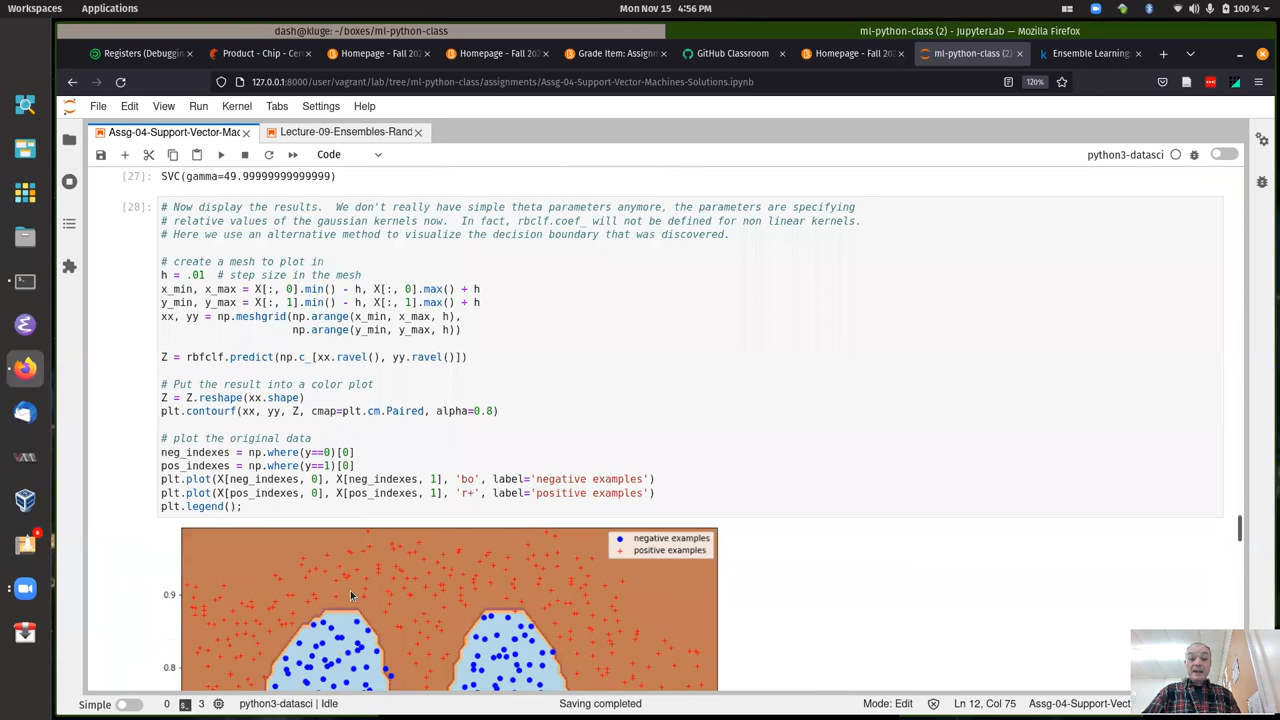 Workspaces Applications Mon Nov 15 4:56 PM 100 %
dash@kluge: ~/boxes/ml-python-class ml-python-class (2) - JupyterLab — Mozilla Firefox
Registers (Debuggin Product - Chip - Cer Homepage - Fall 202 Homepage - Fall 202 Grade Item: Assignm GitHub Classroom Homepage - Fall 202 ml-python-class (2) Ensemble Learning:
127.0.0.1:8000/user/vagrant/lab/tree/ml-python-class/assignments/Assg-04-Support-Vector-Machines-Solutions.ipynb 120%
File Edit View Run Kernel Tabs Settings Help
Assg-04-Support-Vector-Mac Lecture-09-Ensembles-Rand
Code python3-datasci
[27]: SVC(gamma=49.99999999999999)
[28]: # Now display the results. We don't really have simple theta parameters anymore, the parameters are specifying
# relative values of the gaussian kernels now. In fact, rbclf.coef_ will not be defined for non linear kernels.
# Here we use an alternative method to visualize the decision boundary that was discovered.
# create a mesh to plot in
h = .01 # step size in the mesh
x_min, x_max = X[:, 0].min() - h, X[:, 0].max() + h
y_min, y_max = X[:, 1].min() - h, X[:, 1].max() + h
xx, yy = np.meshgrid(np.arange(x_min, x_max, h),
np.arange(y_min, y_max, h))
Z = rbfclf.predict(np.c_[xx.ravel(), yy.ravel()])
# Put the result into a color plot
Z = Z.reshape(xx.shape)
plt.contourf(xx, yy, Z, cmap=plt.cm.Paired, alpha=0.8)
# plot the original data
neg_indexes = np.where(y==0)[0]
pos_indexes = np.where(y==1)[0]
plt.plot(X[neg_indexes, 0], X[neg_indexes, 1], 'bo', label='negative examples')
plt.plot(X[pos_indexes, 0], X[pos_indexes, 1], 'r+', label='positive examples')
plt.legend();
negative examples
positive examples
0.9
0.8
Simple 0 3 python3-datasci | Idle Saving completed Mode: Edit Ln 12, Col 75 Assg-04-Support-Vect